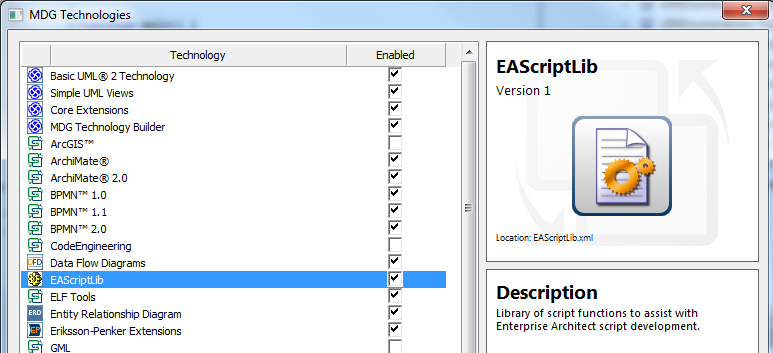 MDG Technologies
Technology Enabled
Basic UML® 2 Technology
Simple UML Views
Core Extensions
MDG Technology Builder
ArcGIS™
ArchiMate®
ArchiMate® 2.0
BPMN™ 1.0
BPMN™ 1.1
BPMN™ 2.0
CodeEngineering
DFD Data Flow Diagrams
EAScriptLib
ELF Tools
ERD Entity Relationship Diagram
EP Eriksson-Penker Extensions
GML
EAScriptLib
Version 1
Location: EAScriptLib.xml
Description
Library of script functions to assist with
Enterprise Architect script development.